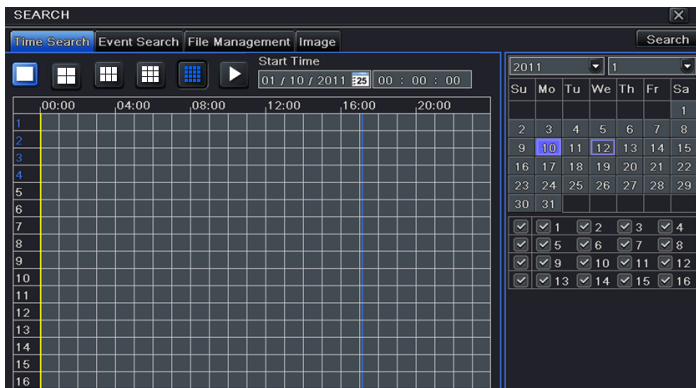 SEARCH
Time Search Event Search File Management Image Search
Start Time
01 / 10 / 2011 25 00 : 00 : 00
00:00 04:00 08:00 12:00 16:00 20:00
1
2
3
4
5
6
7
8
9
10
11
12
13
14
15
16
2011 1
Su Mo Tu We Th Fr Sa
1
2 3 4 5 6 7 8
9 10 11 12 13 14 15
16 17 18 19 20 21 22
23 24 25 26 27 28 29
30 31
1 2 3 4
5 6 7 8
9 10 11 12
13 14 15 16